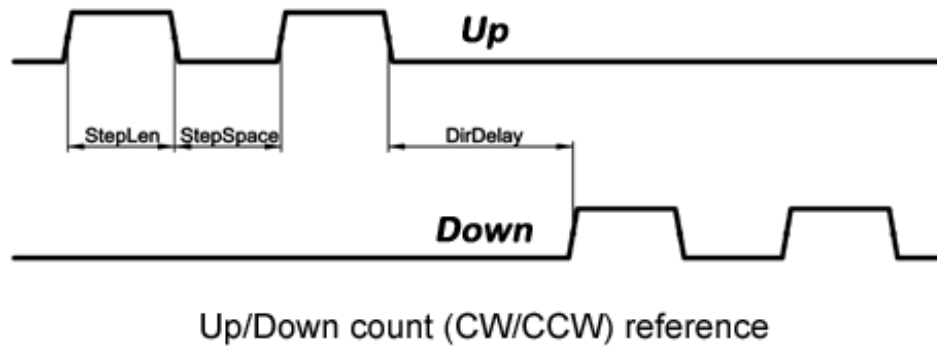 Up
StepLen StepSpace DirDelay
Down
Up/Down count (CW/CCW) reference